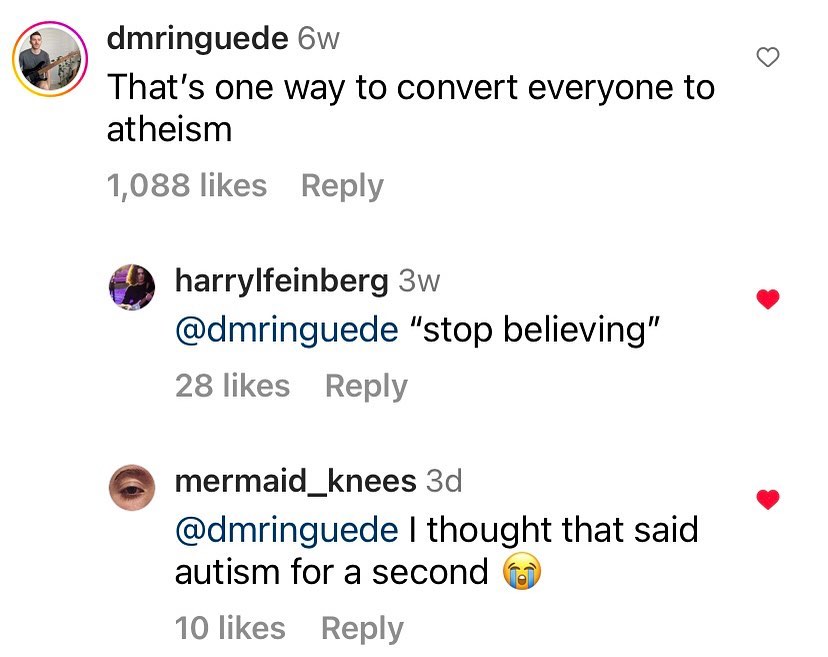 dmringuede 6w
That’s one way to convert everyone to
atheism
1,088 likes Reply
harrylfeinberg 3w
@dmringuede “stop believing”
28 likes Reply
mermaid_knees 3d
@dmringuede I thought that said
autism for a second 😭
10 likes Reply